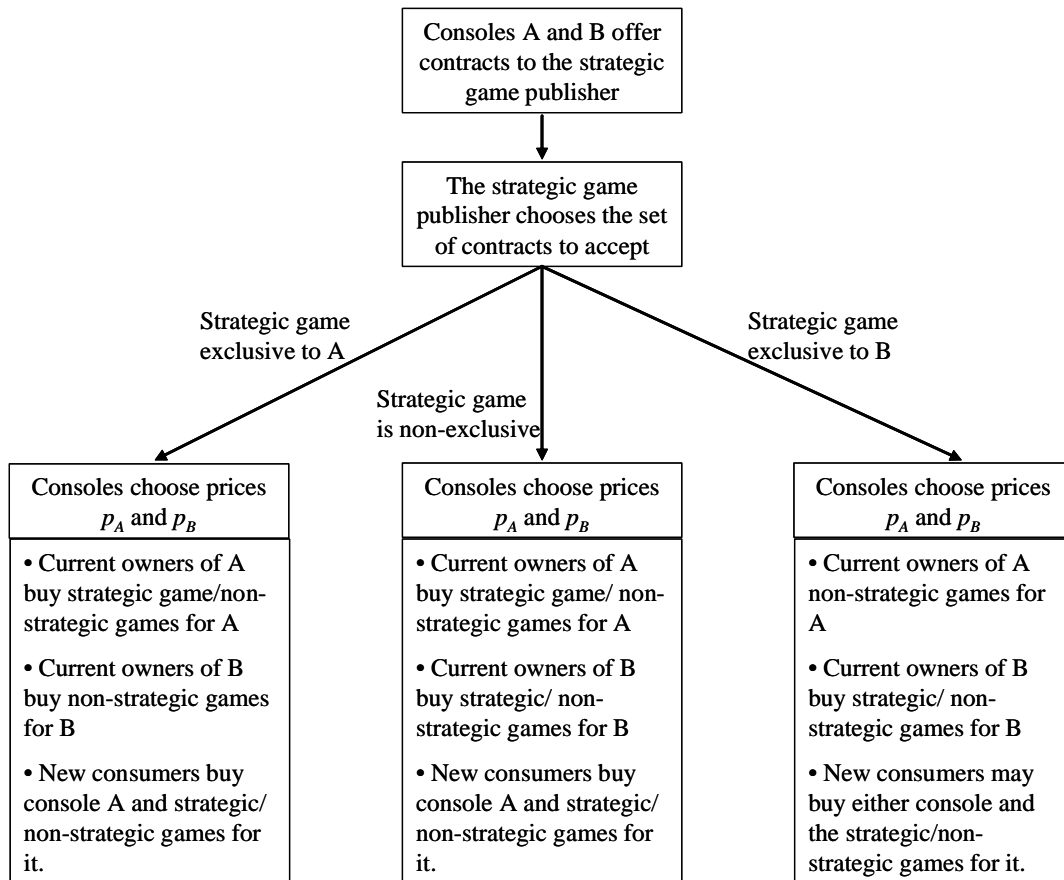 Consoles A and B offer
contracts to the strategic
game publisher
The strategic game
publisher chooses the set
of contracts to accept
Strategic game
exclusive to A
Strategic game
is non-exclusive
Strategic game
exclusive to B
Consoles choose prices
p_A and p_B
• Current owners of A
buy strategic game/non-
strategic games for A
• Current owners of B
buy non-strategic games
for B
• New consumers buy
console A and strategic/
non-strategic games for
it.
Consoles choose prices
p_A and p_B
• Current owners of A
buy strategic game/ non-
strategic games for A
• Current owners of B
buy strategic/ non-
strategic games for B
• New consumers buy
console A and strategic/
non-strategic games for
it.
Consoles choose prices
p_A and p_B
• Current owners of A
non-strategic games for
A
• Current owners of B
buy strategic/ non-
strategic games for B
• New consumers may
buy either console and
the strategic/non-
strategic games for it.